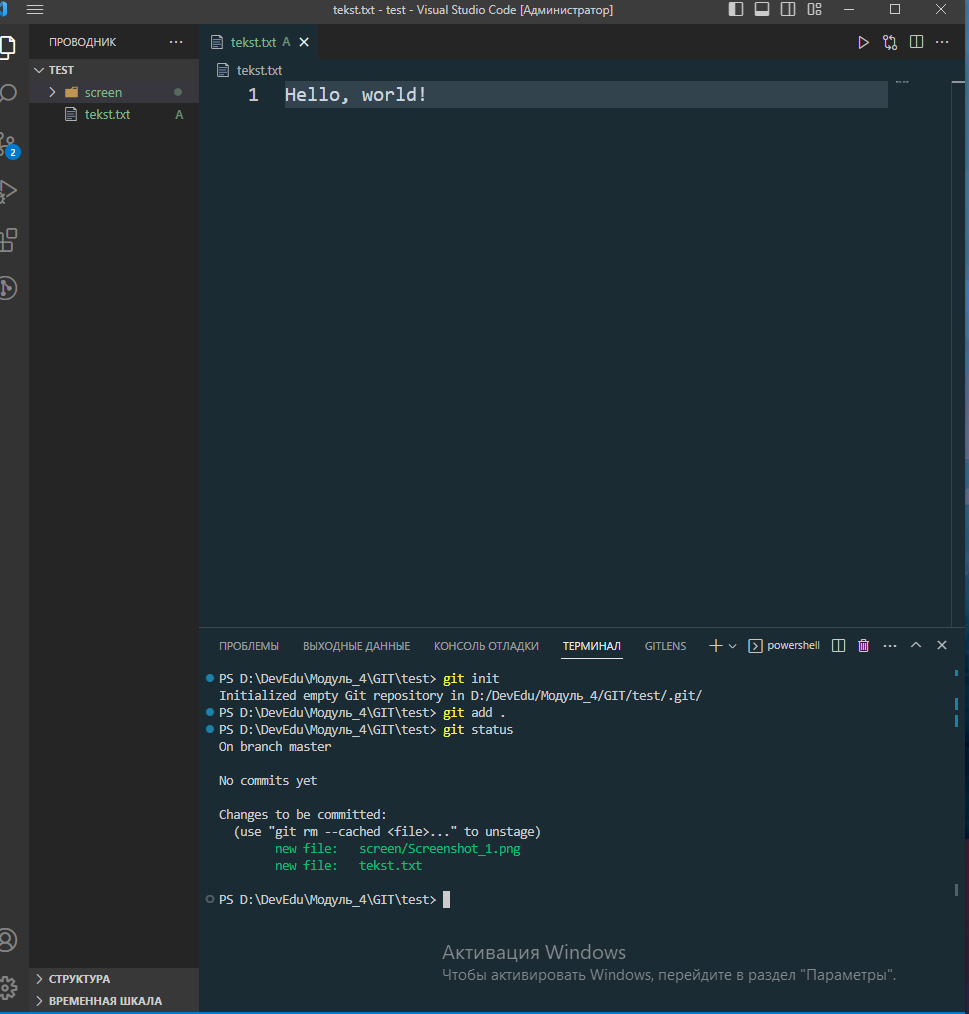 tekst.txt - test - Visual Studio Code [Администратор]
ПРОВОДНИК
TEST
screen
tekst.txt A
2
tekst.txt A
tekst.txt
1 Hello, world!
ПРОБЛЕМЫ ВЫХОДНЫЕ ДАННЫЕ КОНСОЛЬ ОТЛАДКИ ТЕРМИНАЛ GITLENS powershell
PS D:\DevEdu\Модуль_4\GIT\test> git init
Initialized empty Git repository in D:/DevEdu/Модуль_4/GIT/test/.git/
PS D:\DevEdu\Модуль_4\GIT\test> git add .
PS D:\DevEdu\Модуль_4\GIT\test> git status
On branch master
No commits yet
Changes to be committed:
(use "git rm --cached <file>..." to unstage)
new file: screen/Screenshot_1.png
new file: tekst.txt
PS D:\DevEdu\Модуль_4\GIT\test>
Активация Windows
Чтобы активировать Windows, перейдите в раздел "Параметры".
СТРУКТУРА
ВРЕМЕННАЯ ШКАЛА